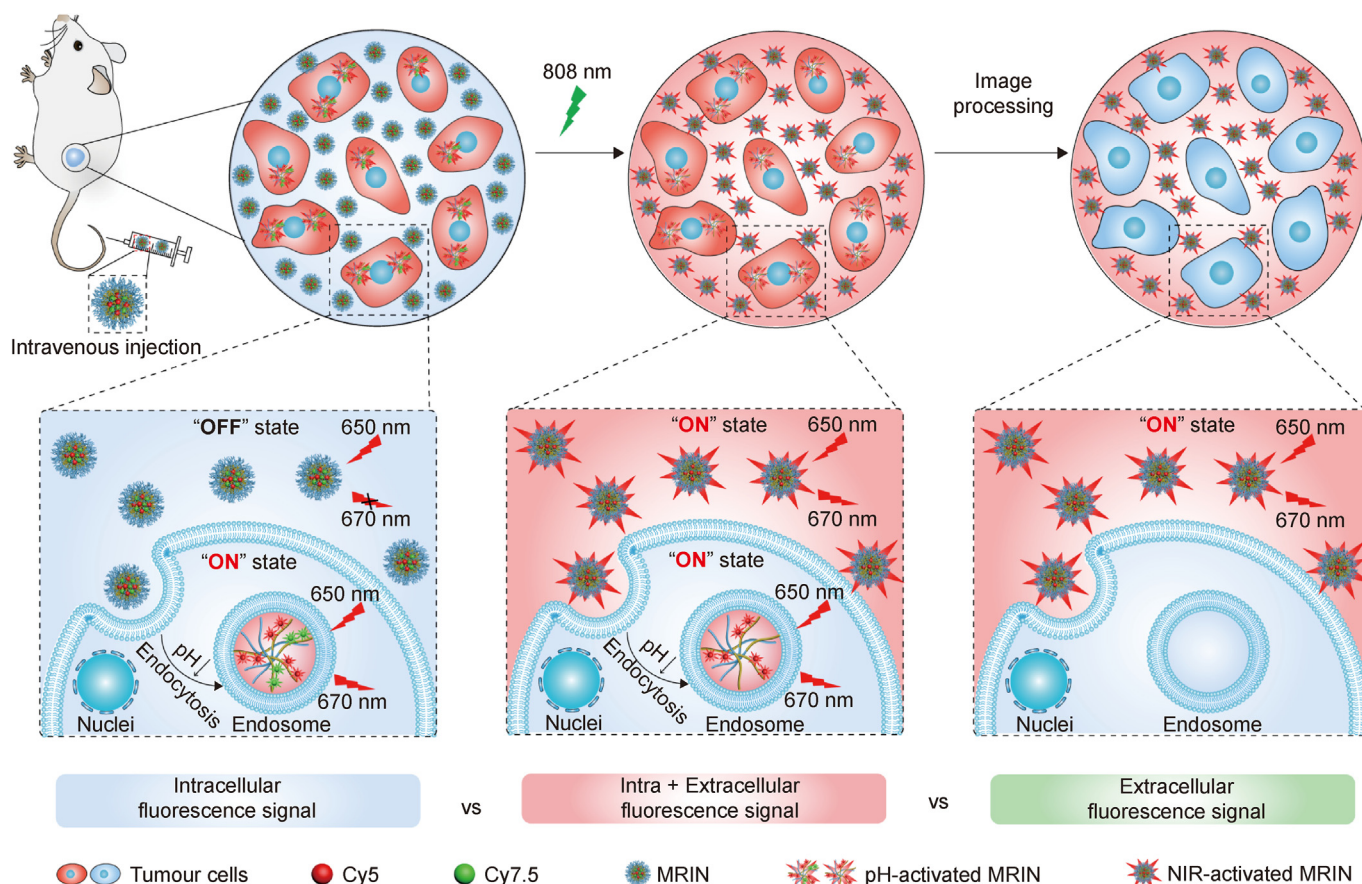 808 nm
Image
processing
Intravenous injection
“OFF” state
650 nm
670 nm
“ON” state
650 nm
pH↓
Endocytosis
670 nm
Nuclei
Endosome
“ON” state
650 nm
670 nm
“ON” state
650 nm
pH↓
Endocytosis
670 nm
Nuclei
Endosome
“ON” state
650 nm
670 nm
Nuclei
Endosome
Intracellular
fluorescence signal
vs
Intra + Extracellular
fluorescence signal
vs
Extracellular
fluorescence signal
Tumour cells
Cy5
Cy7.5
MRIN
pH-activated MRIN
NIR-activated MRIN